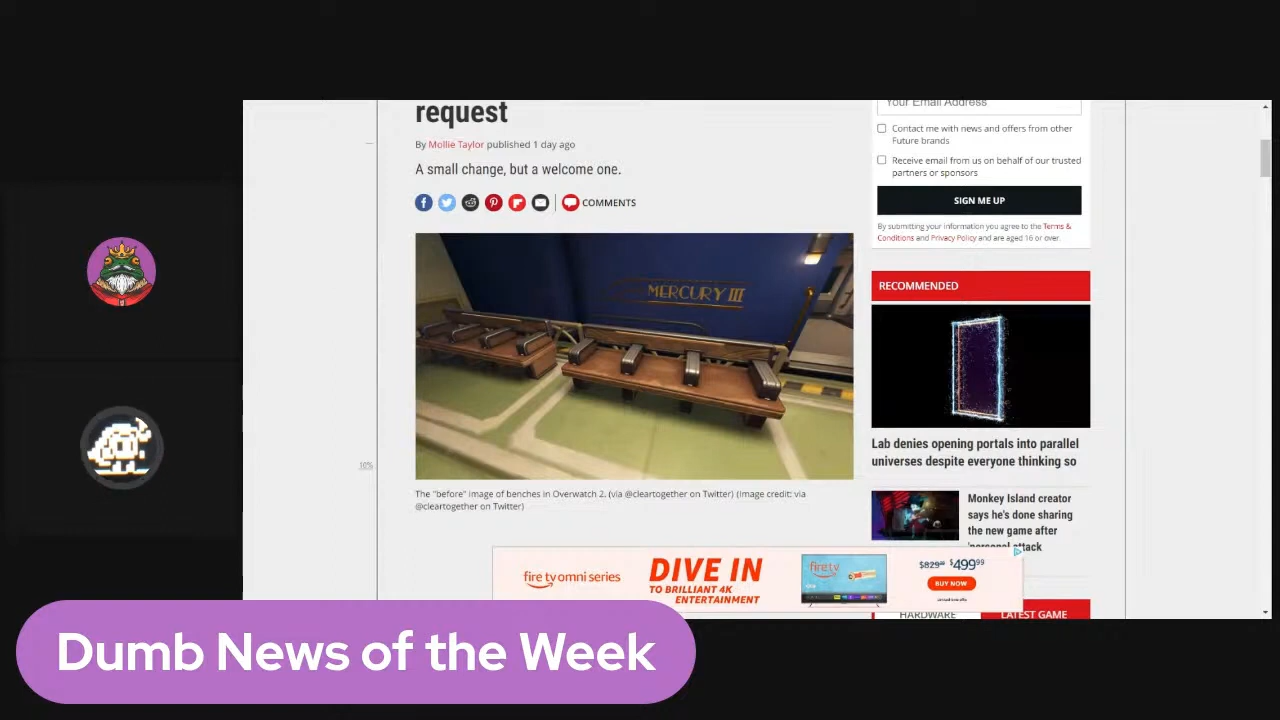 request
By Mollie Taylor published 1 day ago
A small change, but a welcome one.
COMMENTS
MERCURY III
The "before" image of benches in Overwatch 2. (via @cleartogether on Twitter) (Image credit: via
@cleartogether on Twitter)
10%
Your Email Address
Contact me with news and offers from other
Future brands
Receive email from us on behalf of our trusted
partners or sponsors
SIGN ME UP
By submitting your information you agree to the Terms &
Conditions and Privacy Policy and are aged 16 or over.
RECOMMENDED
Lab denies opening portals into parallel
universes despite everyone thinking so
Monkey Island creator
says he's done sharing
the new game after
'personal attack
fire tv omni series
DIVE IN
TO BRILLIANT 4K
ENTERTAINMENT
fire tv
$499.99
BUY NOW
HARDWARE
LATEST GAME
Dumb News of the Week